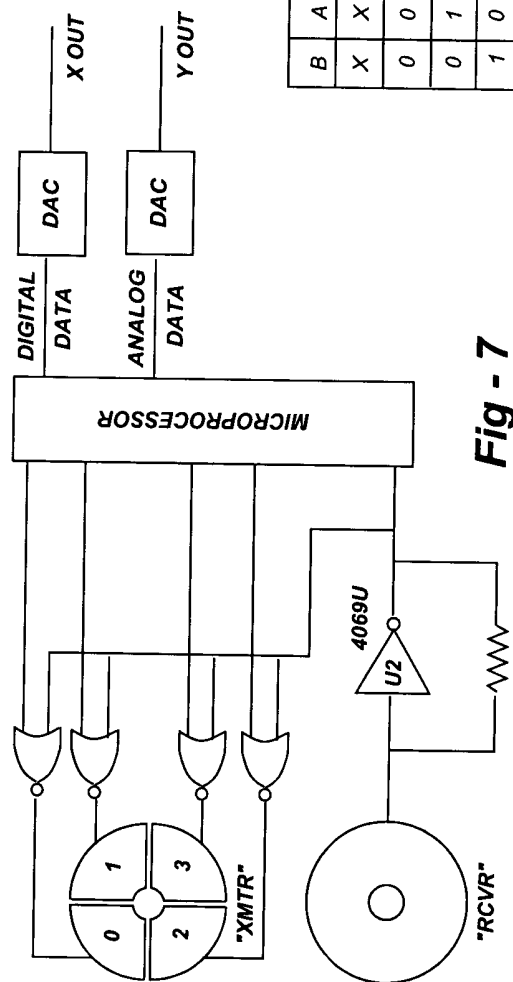 X OUT
Y OUT
DAC
DAC
DIGITAL
DATA
ANALOG
DATA
MICROPROCESSOR
4069U
U2
0
1
2
3
"XMTR"
"RCVR"
Fig - 7
B A
X X
0 0
0 1
1 0